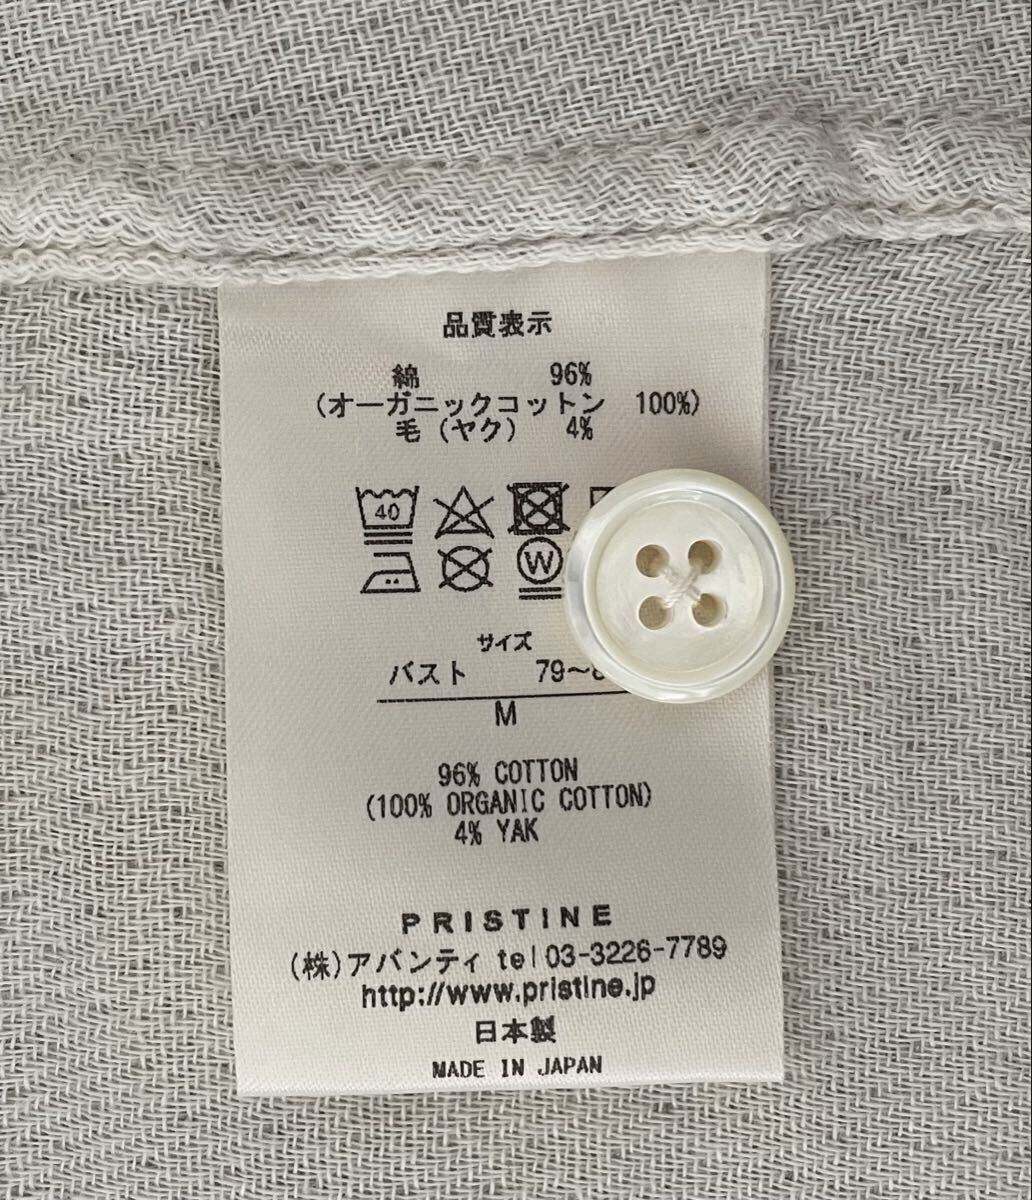 品質表示
綿 96%
(オーガニックコットン 100%)
毛(ヤク) 4%
40
W
サイズ
バスト 79~
M
96% COTTON
(100% ORGANIC COTTON)
4% YAK
PRISTINE
(株)アバンティ tel 03-3226-7789
http://www.pristine.jp
日本製
MADE IN JAPAN